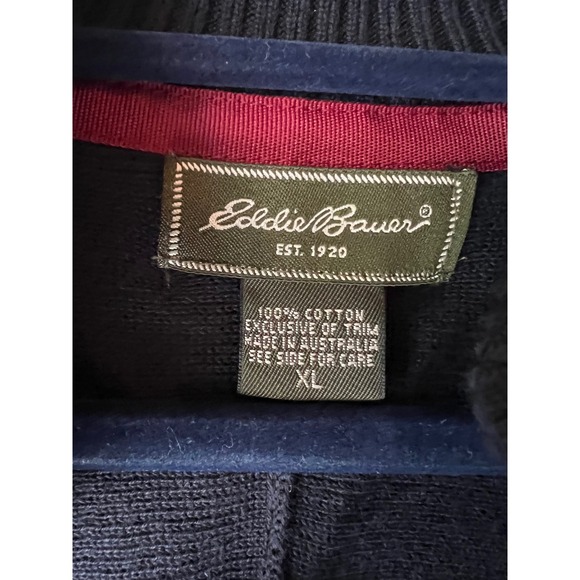 Eddie Bauer®
EST. 1920
100% COTTON
EXCLUSIVE OF TRIM
MADE IN AUSTRALIA
SEE SIDE FOR CARE
XL